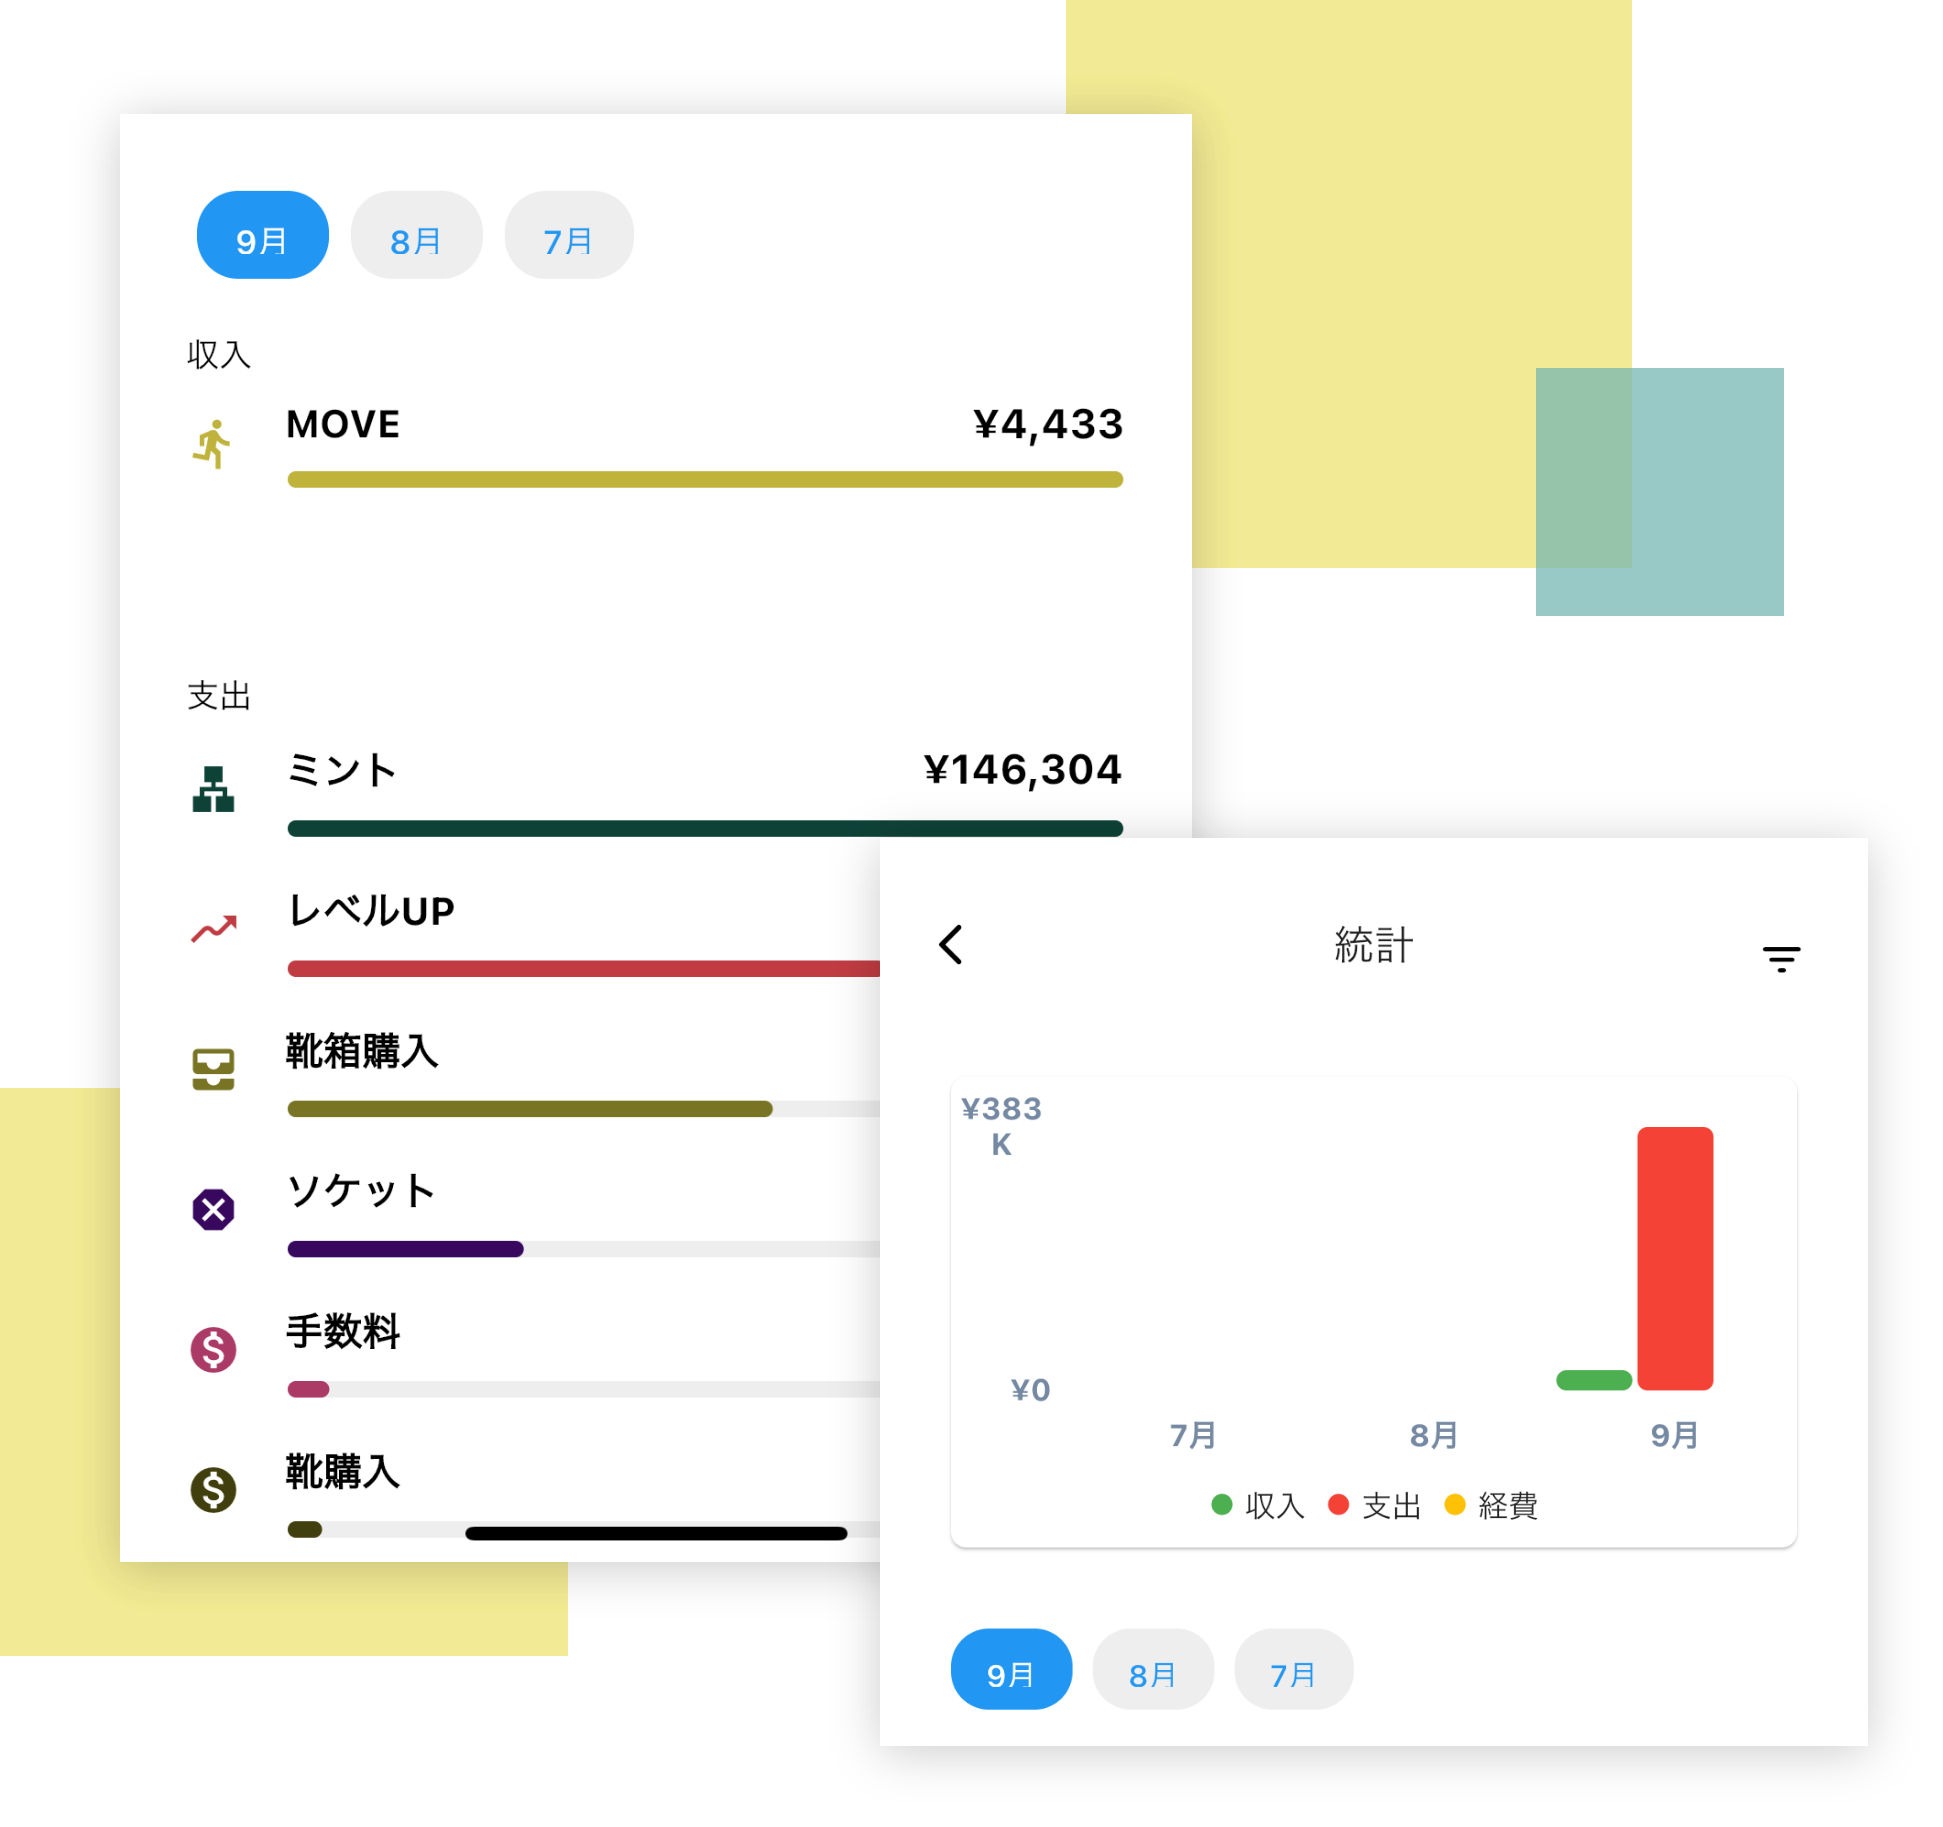 9月 8月 7月
収入
MOVE ¥4,433
支出
ミント ¥146,304
レベルUP
靴箱購入
ソケット
手数料
靴購入
統計
¥383
K
¥0
7月 8月 9月
収入 支出 経費
9月 8月 7月